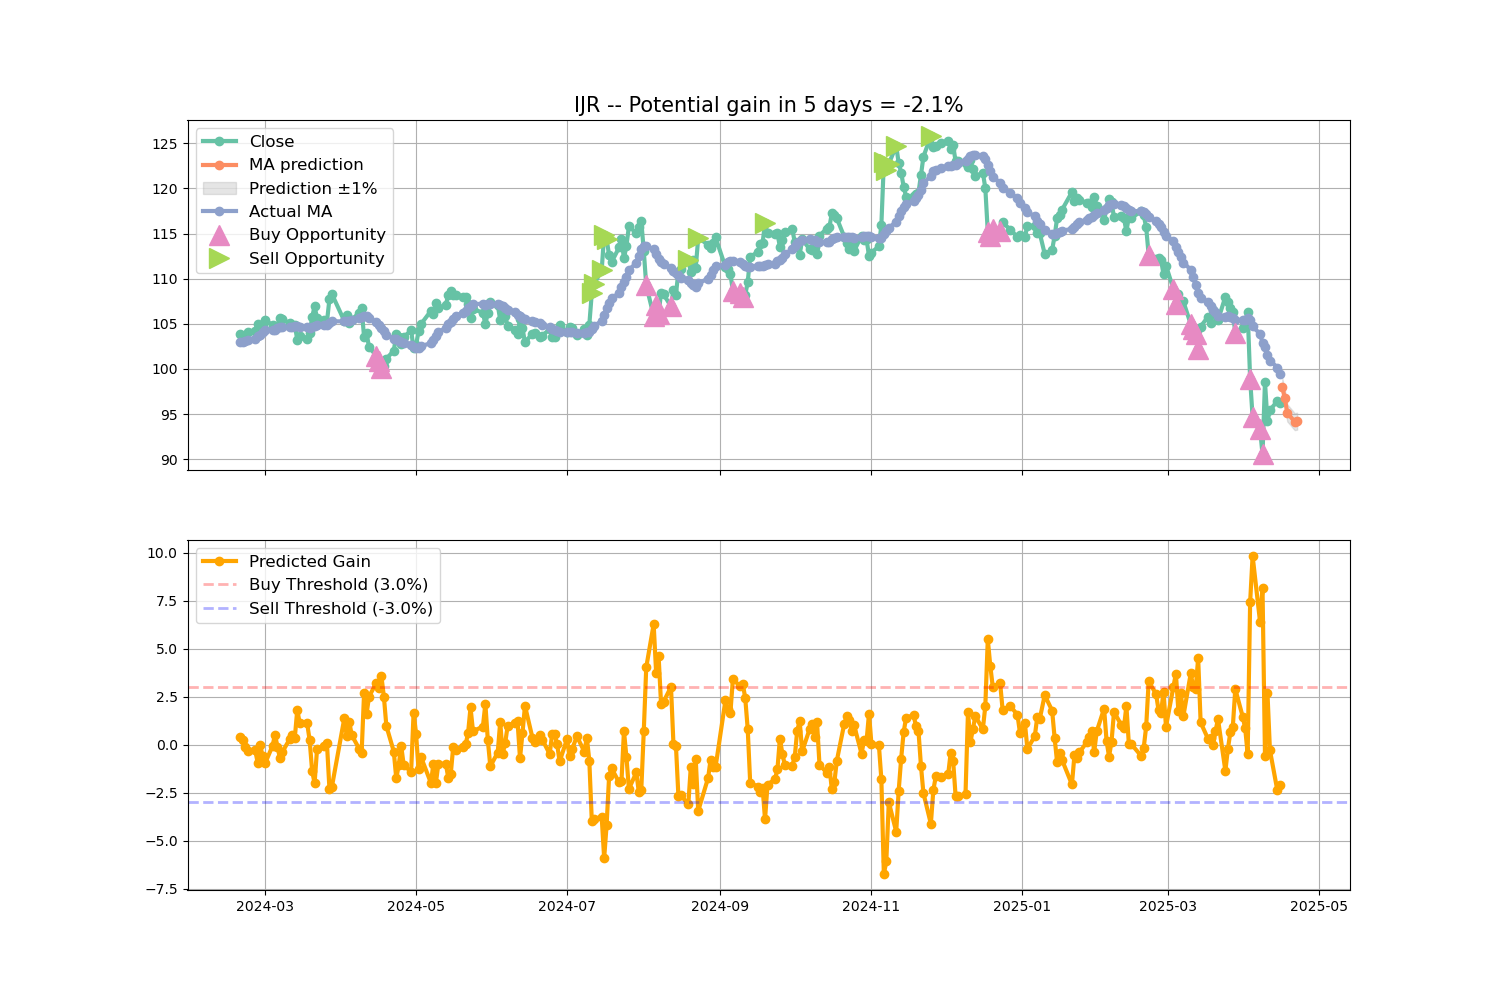 IJR -- Potential gain in 5 days = -2.1%
125
120
115
110
105
100
95
90
Close
MA prediction
Prediction ±1%
Actual MA
Buy Opportunity
Sell Opportunity
10.0
7.5
5.0
2.5
0.0
−2.5
−5.0
−7.5
Predicted Gain
Buy Threshold (3.0%)
Sell Threshold (-3.0%)
2024-03 2024-05 2024-07 2024-09 2024-11 2025-01 2025-03 2025-05